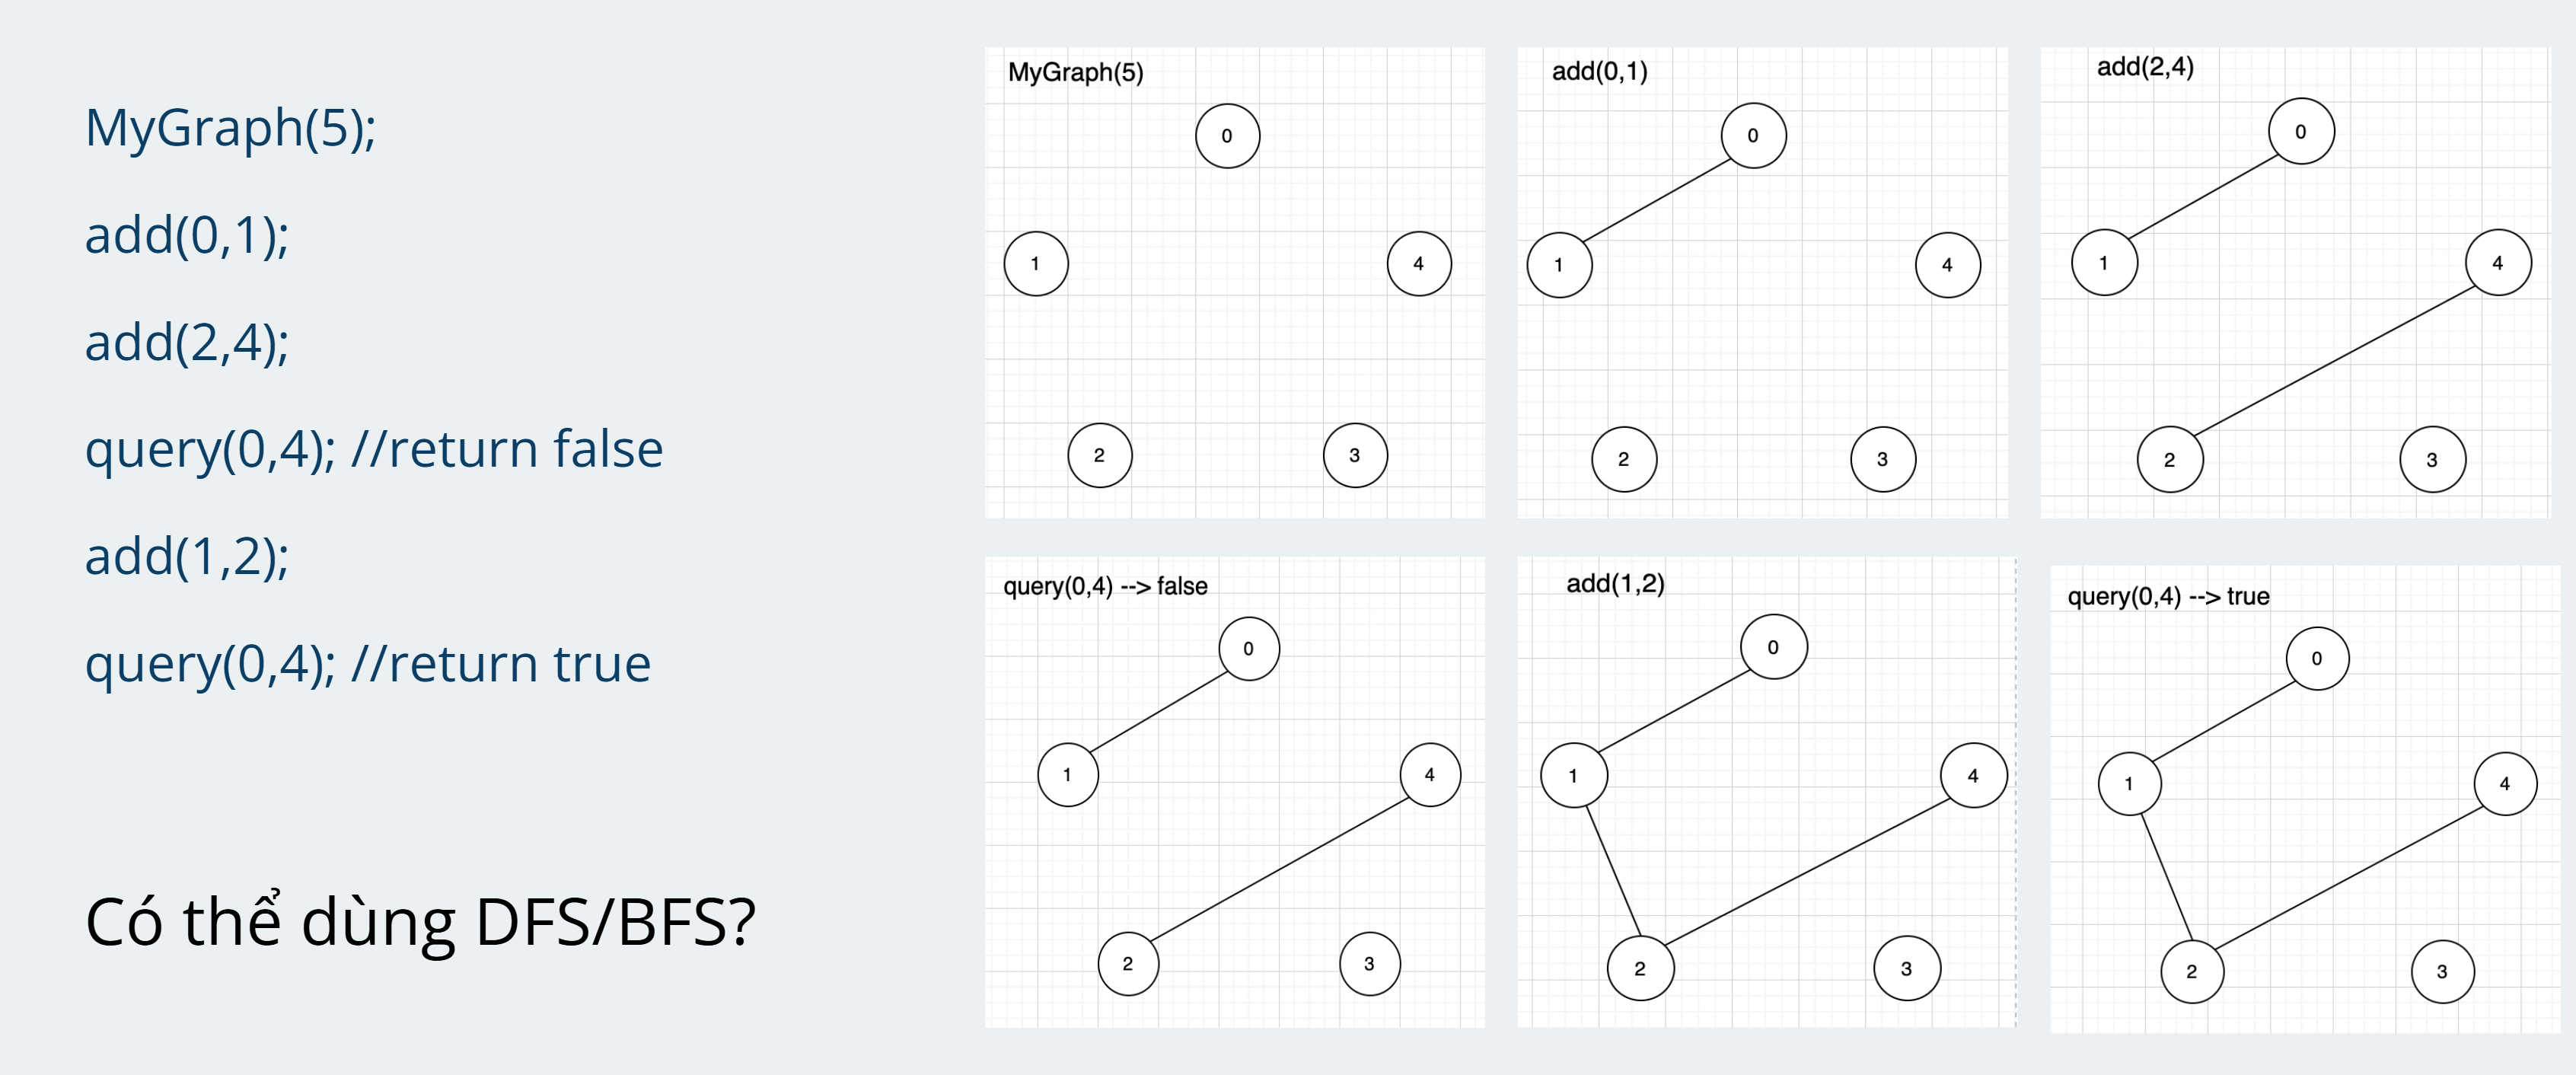 MyGraph(5);
add(0,1);
add(2,4);
query(0,4); //return false
add(1,2);
query(0,4); //return true
Có thể dùng DFS/BFS?
MyGraph(5)
0
1
4
2
3
add(0,1)
0
1
4
2
3
add(2,4)
0
1
4
2
3
query(0,4) --> false
0
1
4
2
3
add(1,2)
0
1
4
2
3
query(0,4) --> true
0
1
4
2
3